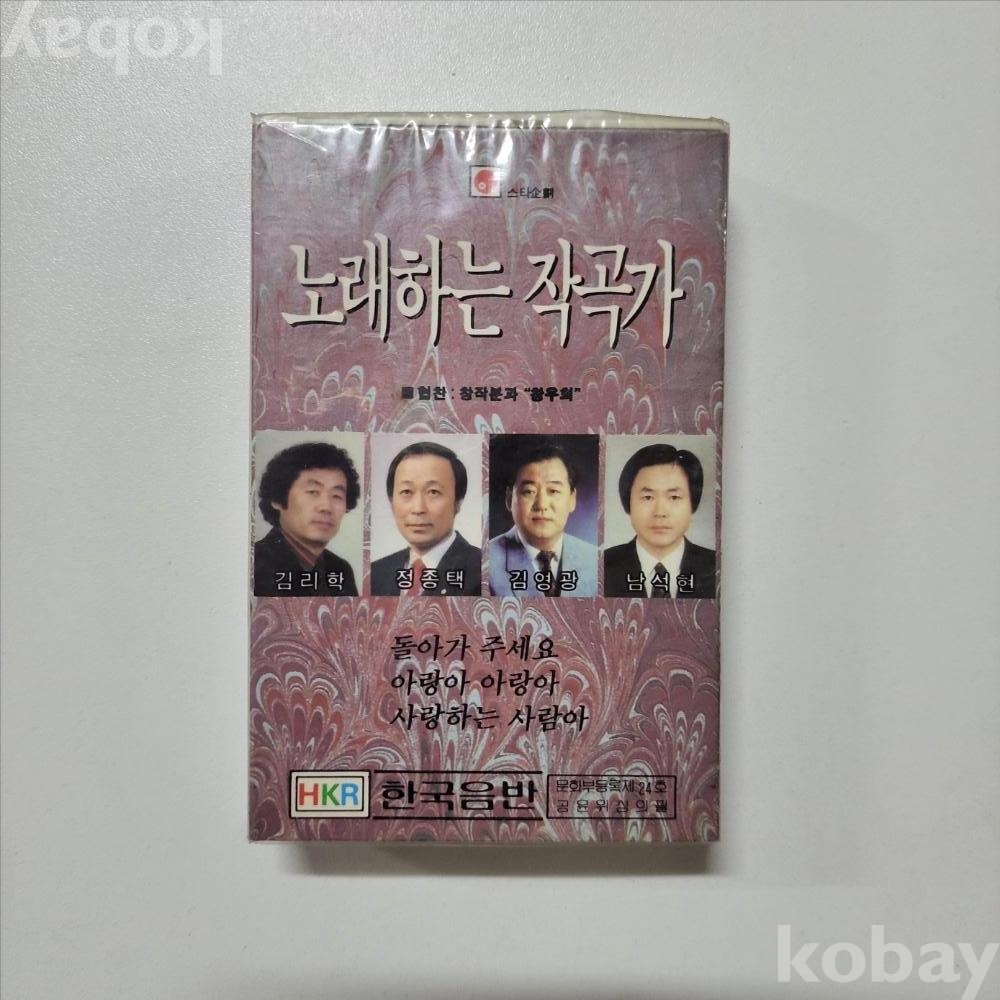 kobay
스타企劃
노래하는 작곡가
협찬 : 창작분과 "창우회"
김리학
정종택
김영광
남석현
돌아가 주세요
아랑아 아랑아
사랑하는 사람아
HKR 한국음반
문화부등록제24호
공윤위심의필
kobay